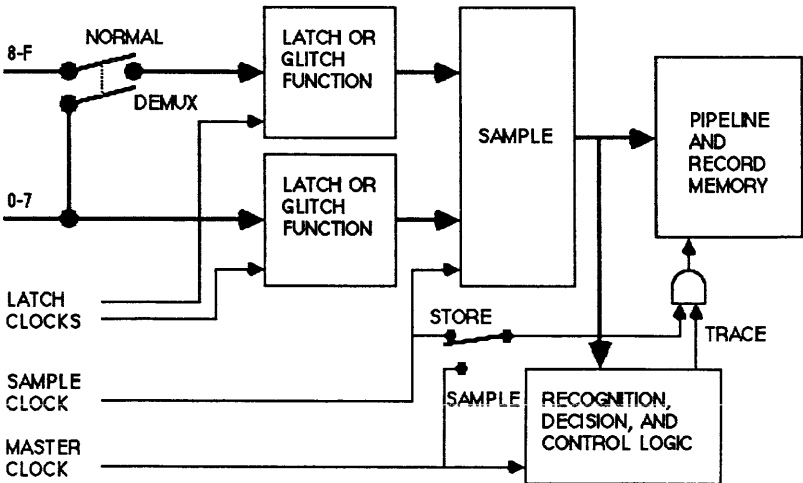 8-F
NORMAL
DEMUX
0-7
LATCH OR
GLITCH
FUNCTION
LATCH OR
GLITCH
FUNCTION
SAMPLE
PIPELINE
AND
RECORD
MEMORY
LATCH
CLOCKS
STORE
TRACE
SAMPLE
CLOCK
SAMPLE
RECOGNITION,
DECISION, AND
CONTROL LOGIC
MASTER
CLOCK